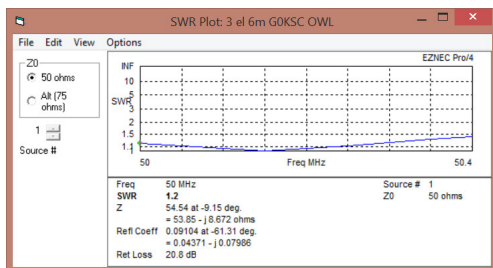 SWR Plot: 3 el 6m G0KSC OWL
File Edit View Options
Z0
50 ohms
Alt (75 ohms)
1
Source #
EZNEC Pro/4
INF
10
5
SWR
3
2
1.5
1.1
1
50 Freq MHz 50.4
Freq 50 MHz Source # 1
SWR 1.2 Z0 50 ohms
Z 54.54 at -9.15 deg.
= 53.85 - j 8.672 ohms
Refl Coeff 0.09104 at -61.31 deg.
= 0.04371 - j 0.07986
Ret Loss 20.8 dB